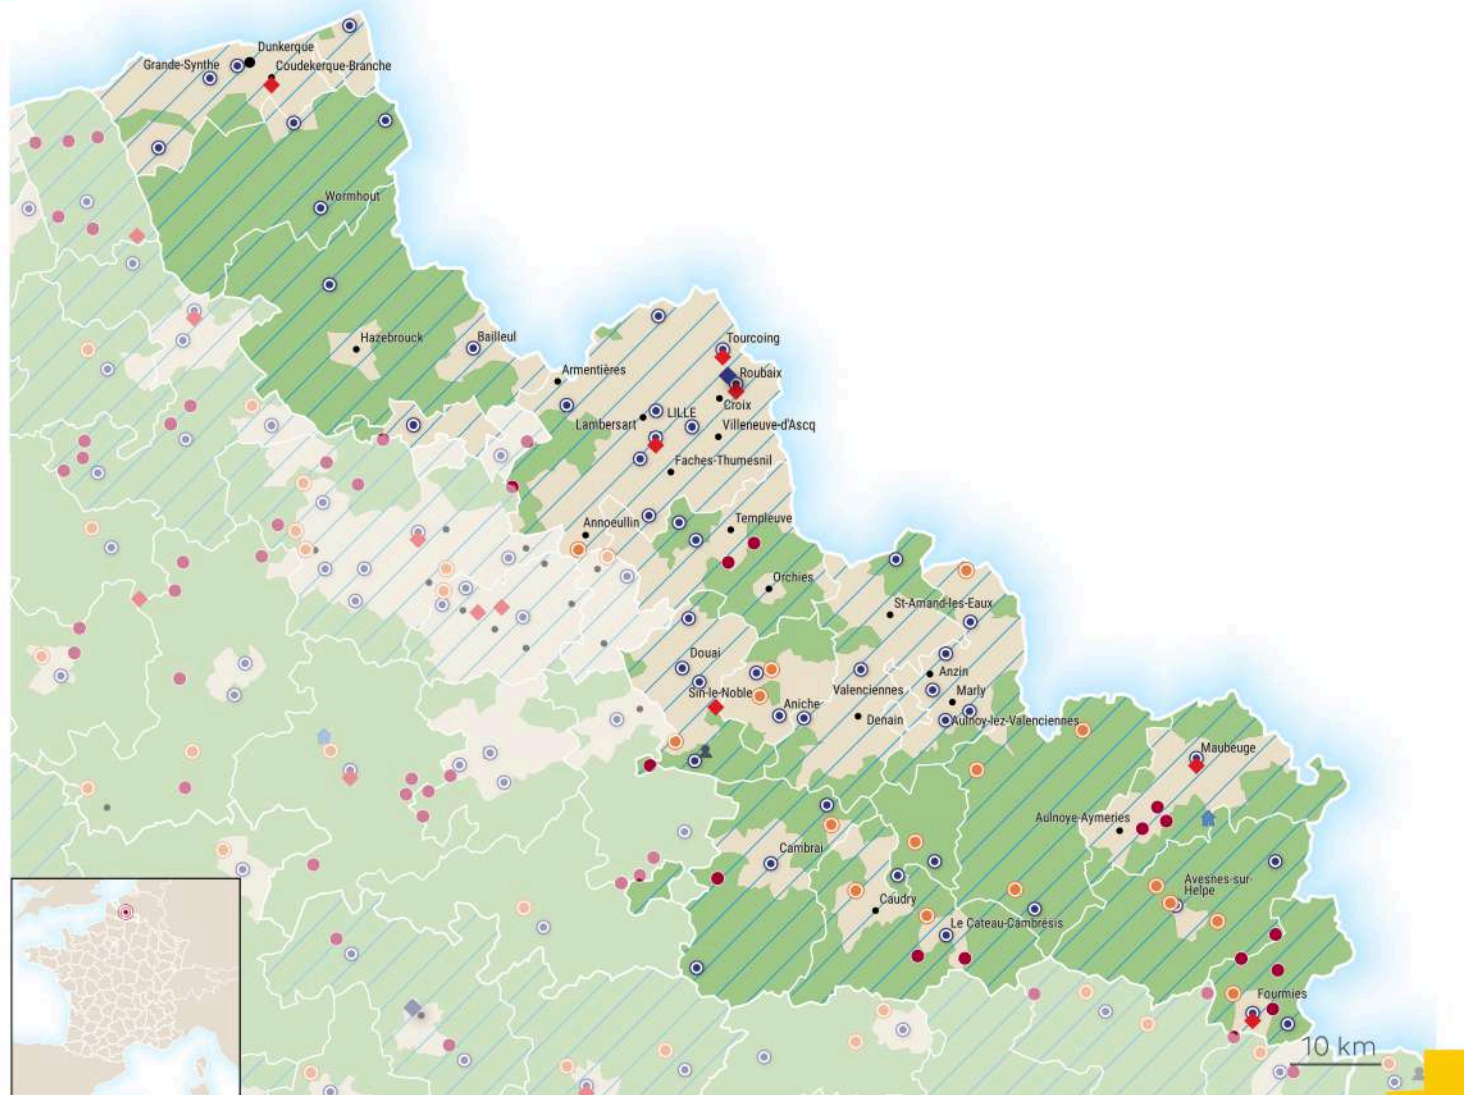 Dunkerque
Grande-Synthe
Coudekerque-Branche
Wormhout
Hazebrouck
Bailleul
Tourcoing
Armentières
Roubaix
Croix
LILLE
Lambersart
Villeneuve-d'Ascq
Faches-Thumesnil
Annoeullin
Templeuve
Orchies
St-Amand-les-Eaux
Douai
Anzin
Sin-le-Noble
Valenciennes
Marly
Aniche
Denain
Aulnoy-lez-Valenciennes
Maubeuge
Aulnoye-Aymeries
Cambrai
Avesnes-sur-
Helpe
Caudry
Le Cateau-Cambrésis
Fourmies
10 km